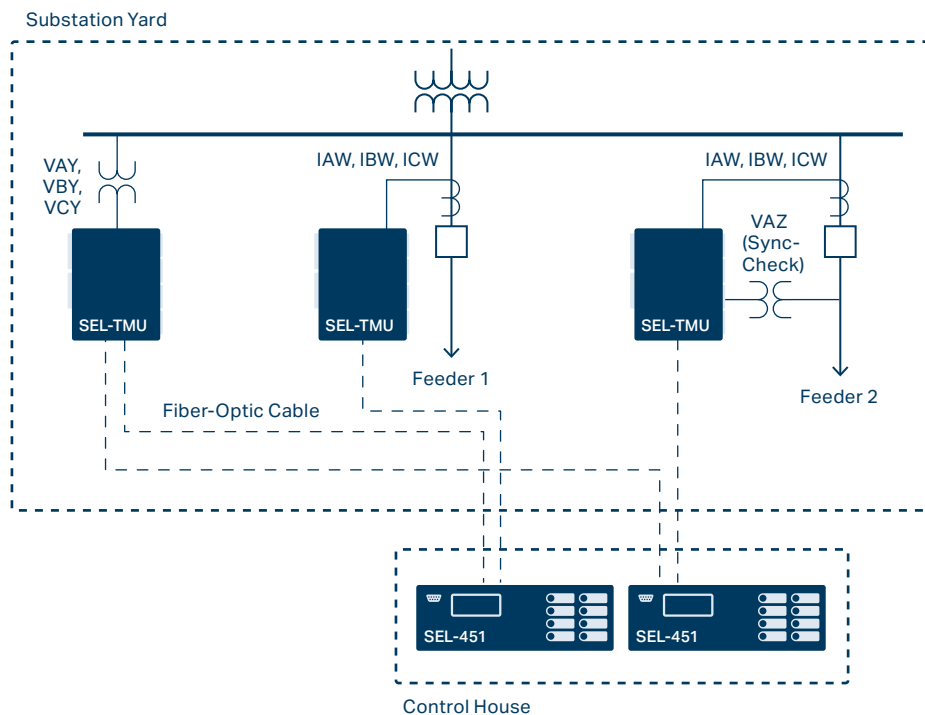 Substation Yard
VAY,
VBY,
VCY
IAW, IBW, ICW
IAW, IBW, ICW
VAZ
(Sync-
Check)
SEL-TMU
SEL-TMU
SEL-TMU
Feeder 1
Feeder 2
Fiber-Optic Cable
SEL-451
SEL-451
Control House